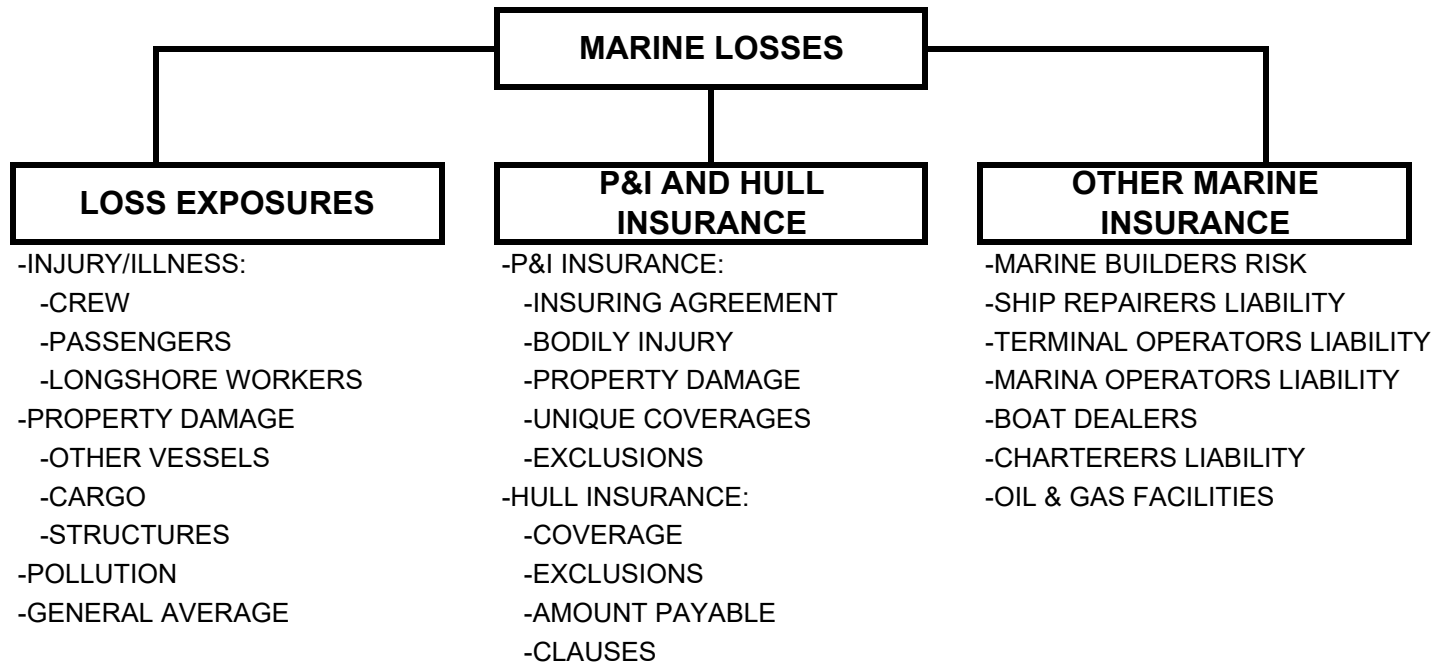 MARINE LOSSES
LOSS EXPOSURES
-INJURY/ILLNESS:
-CREW
-PASSENGERS
-LONGSHORE WORKERS
-PROPERTY DAMAGE
-OTHER VESSELS
-CARGO
-STRUCTURES
-POLLUTION
-GENERAL AVERAGE
P&I AND HULL
INSURANCE
-P&I INSURANCE:
-INSURING AGREEMENT
-BODILY INJURY
-PROPERTY DAMAGE
-UNIQUE COVERAGES
-EXCLUSIONS
-HULL INSURANCE:
-COVERAGE
-EXCLUSIONS
-AMOUNT PAYABLE
-CLAUSES
OTHER MARINE
INSURANCE
-MARINE BUILDERS RISK
-SHIP REPAIRERS LIABILITY
-TERMINAL OPERATORS LIABILITY
-MARINA OPERATORS LIABILITY
-BOAT DEALERS
-CHARTERERS LIABILITY
-OIL & GAS FACILITIES